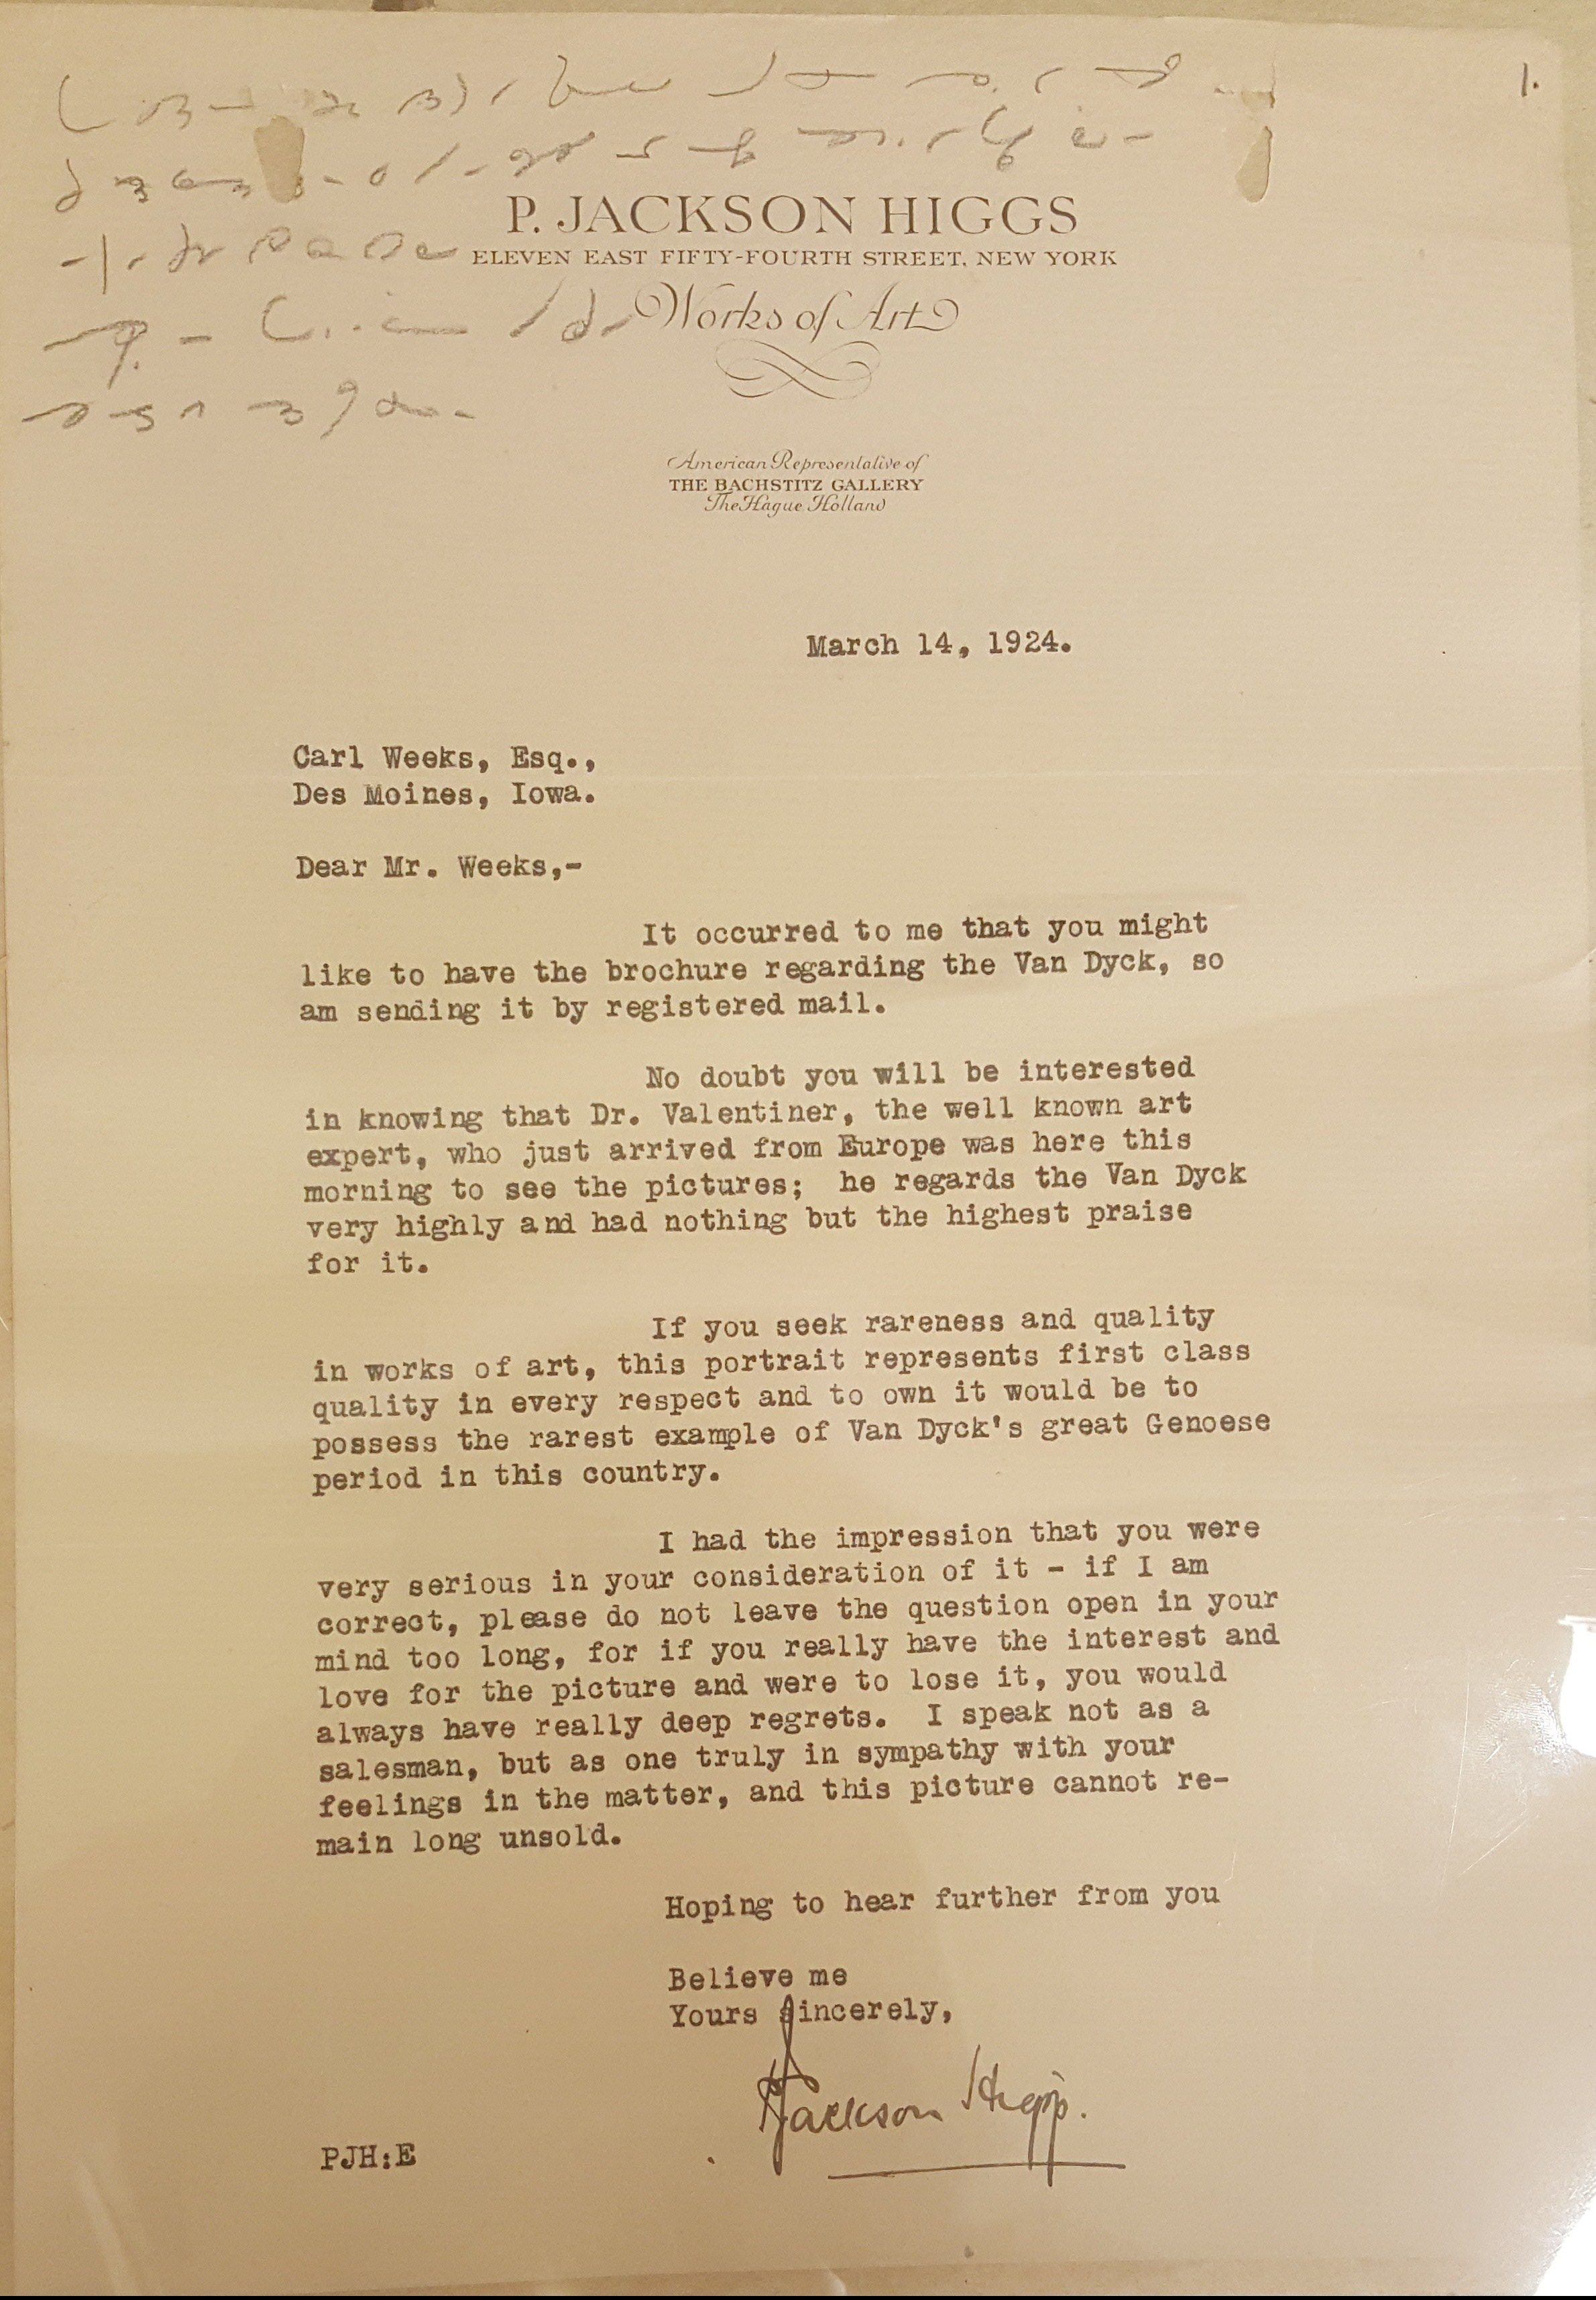 1.
P. JACKSON HIGGS
ELEVEN EAST FIFTY-FOURTH STREET, NEW YORK
Works of Art
American Representative of
THE BACHSTITZ GALLERY
The Hague Holland
March 14, 1924.
Carl Weeks, Esq.,
Des Moines, Iowa.
Dear Mr. Weeks,-
It occurred to me that you might
like to have the brochure regarding the Van Dyck, so
am sending it by registered mail.
No doubt you will be interested
in knowing that Dr. Valentiner, the well known art
expert, who just arrived from Europe was here this
morning to see the pictures; he regards the Van Dyck
very highly and had nothing but the highest praise
for it.
If you seek rareness and quality
in works of art, this portrait represents first class
quality in every respect and to own it would be to
possess the rarest example of Van Dyck's great Genoese
period in this country.
I had the impression that you were
very serious in your consideration of it - if I am
correct, please do not leave the question open in your
mind too long, for if you really have the interest and
love for the picture and were to lose it, you would
always have really deep regrets. I speak not as a
salesman, but as one truly in sympathy with your
feelings in the matter, and this picture cannot re-
main long unsold.
Hoping to hear further from you
Believe me
Yours sincerely,
PJackson Higgs.
PJH:E